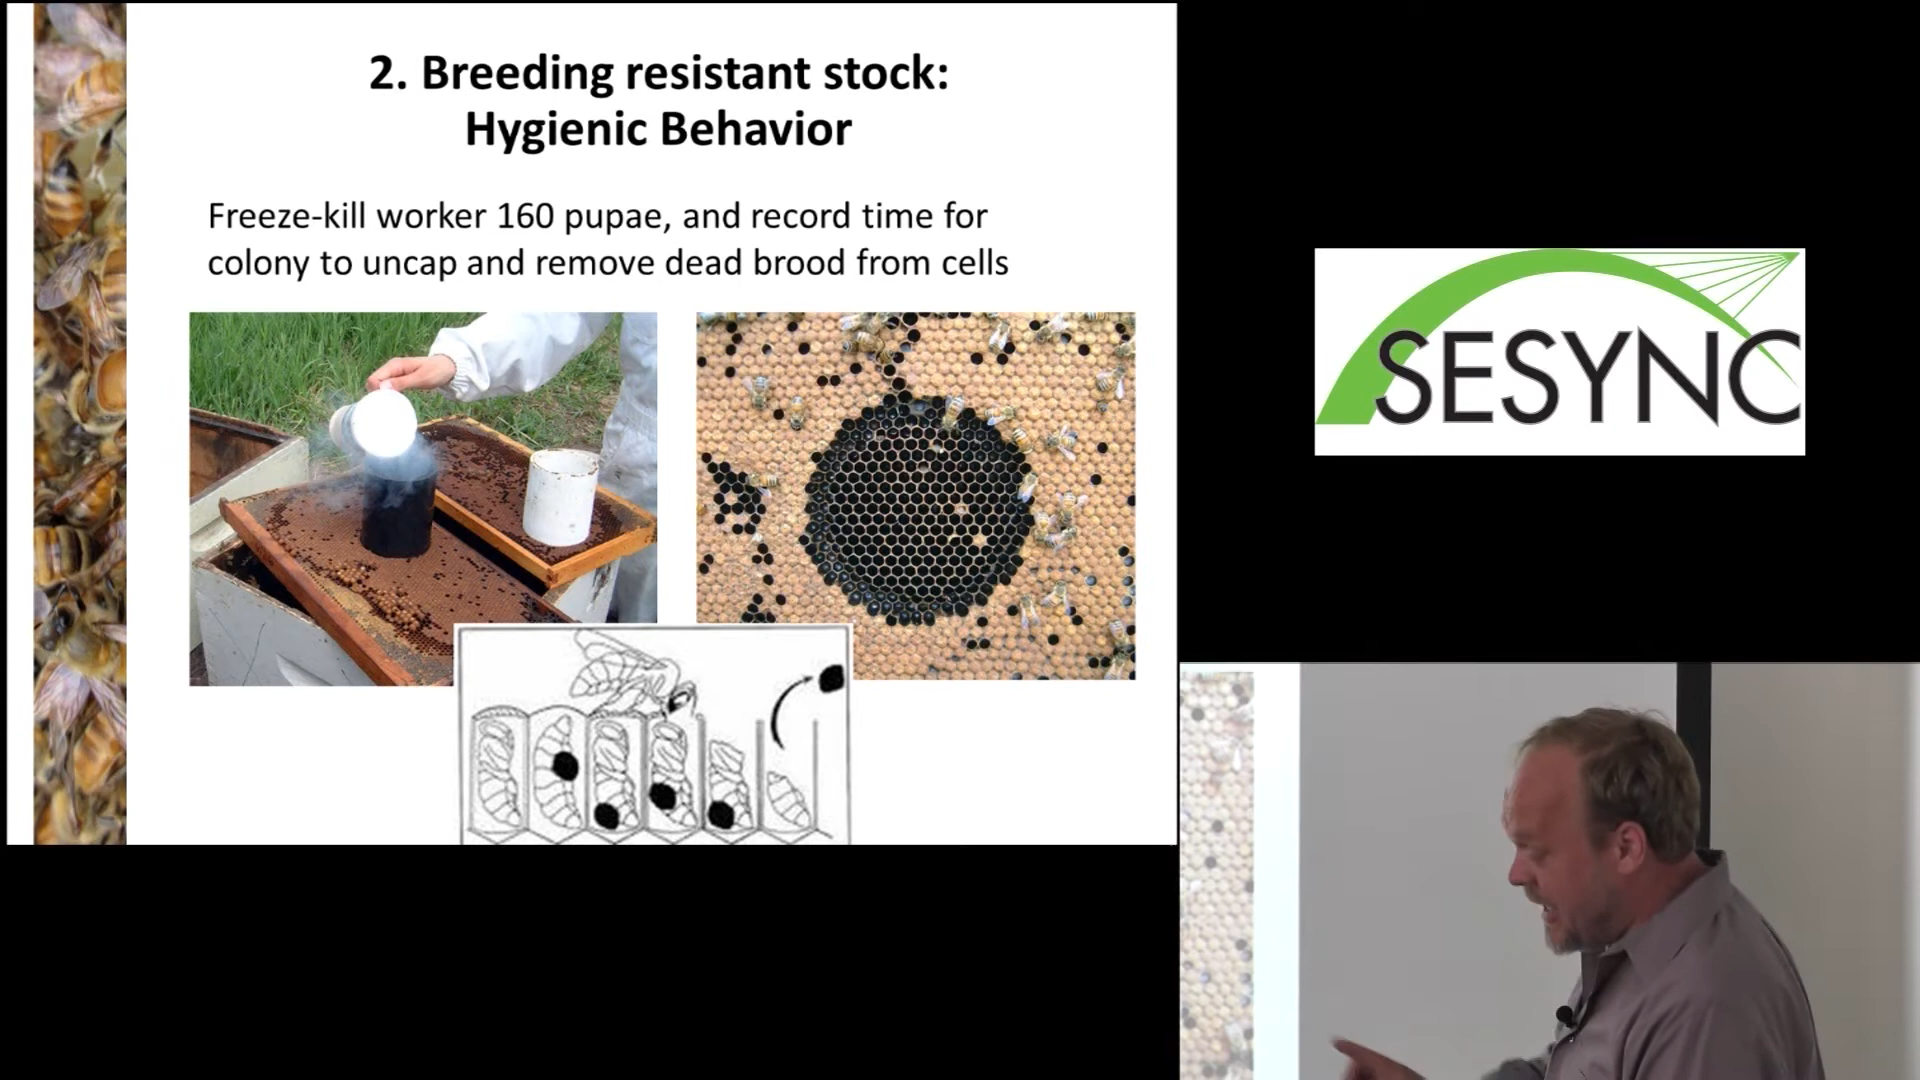 2. Breeding resistant stock:
Hygienic Behavior
Freeze-kill worker 160 pupae, and record time for
colony to uncap and remove dead brood from cells
SESYNC